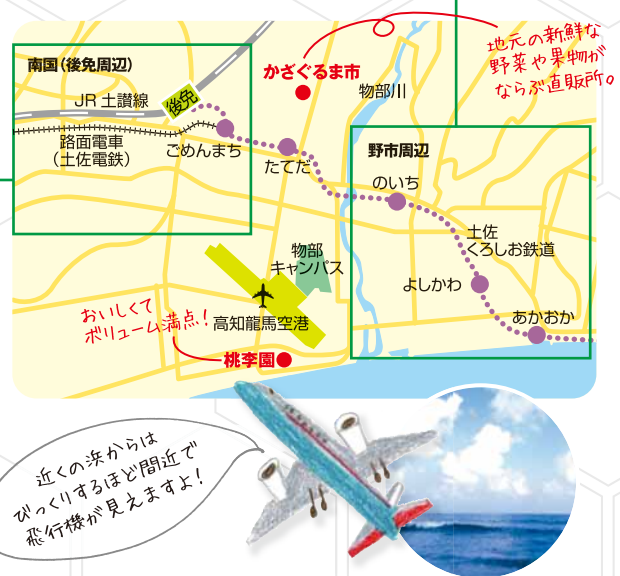 南国（後免周辺）
JR土讃線
後免
路面電車
（土佐電鉄）
ごめんまち
かざぐるま市
地元の新鮮な
野菜や果物が
ならぶ直販所。
物部川
たてだ
野市周辺
のいち
土佐
くろしお鉄道
よしかわ
あかおか
物部
キャンパス
高知龍馬空港
おいしくて
ボリューム満点！
桃李園
近くの浜からは
びっくりするほど間近で
飛行機が見えますよ！